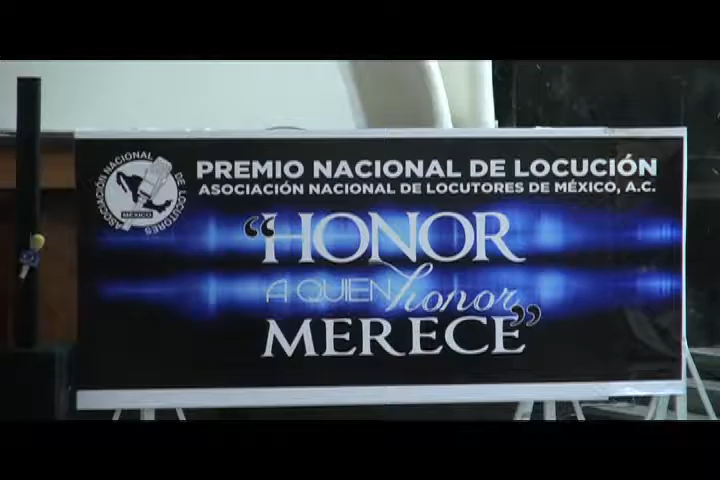 PREMIO NACIONAL DE LOCUCIÓN
ASOCIACIÓN NACIONAL DE LOCUTORES DE MÉXICO, A.C.
ASOCIACIÓN NACIONAL DE LOCUTORES
MÉXICO
“HONOR
A QUIEN honor
MERECE”